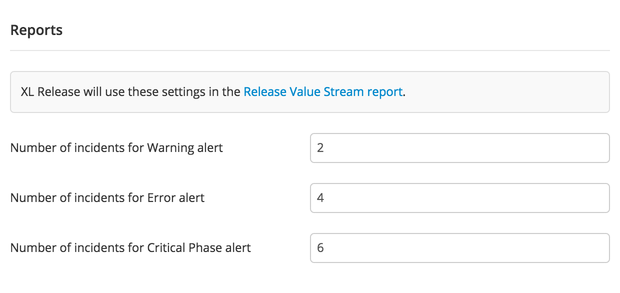 Reports
XL Release will use these settings in the Release Value Stream report.
Number of incidents for Warning alert 2
Number of incidents for Error alert 4
Number of incidents for Critical Phase alert 6